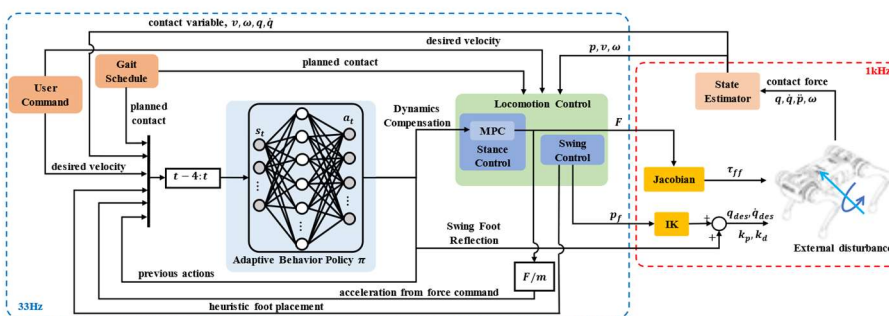 contact variable, v, ω, q, q̇
desired velocity
p, v, ω
1kHz
Gait
Schedule
planned contact
User
Command
State
Estimator
contact force
q, q̇, p̈, ω
planned
contact
Dynamics
Compensation
Locomotion Control
MPC
Stance
Control
Swing
Control
F
s_t
a_t
desired velocity
t − 4: t
Jacobian
τ_ff
p_f
IK
+
+
q_des, q̇_des
k_p, k_d
Swing Foot
Reflection
External disturbance
Adaptive Behavior Policy π
previous actions
F/m
acceleration from force command
heuristic foot placement
33Hz